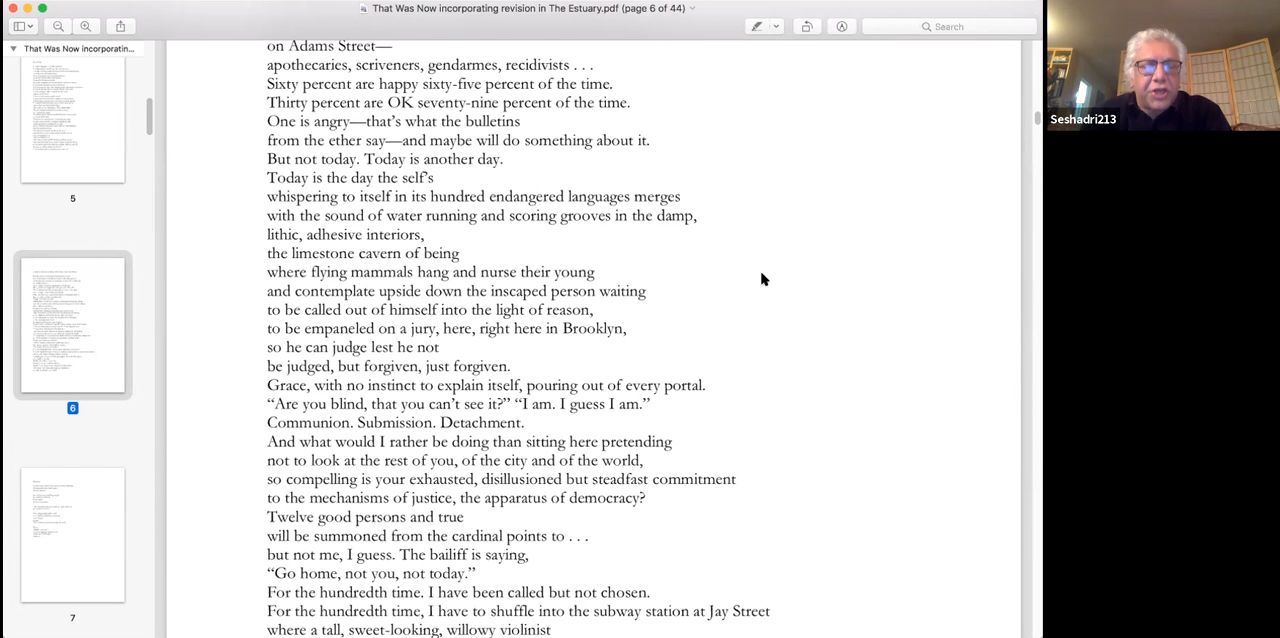 That Was Now incorporating revision in The Estuary.pdf (page 6 of 44)
Search
That Was Now incorporatin...
5
6
7
on Adams Street—
apothecaries, scriveners, gendarmes, recidivists . . .
Sixty percent are happy sixty-five percent of the time.
Thirty percent are OK seventy-nine percent of the time.
One is angry—that's what the bulletins
from the ether say—and maybe will do something about it.
But not today. Today is another day.
Today is the day the self's
whispering to itself in its hundred endangered languages merges
with the sound of water running and scoring grooves in the damp,
lithic, adhesive interiors,
the limestone cavern of being
where flying mammals hang and nurse their young
and contemplate upside down the draped person waiting
to be called out of himself into the light of reason,
to be empaneled on a jury, here, just here in Brooklyn,
so he can judge lest he not
be judged, but forgiven, just forgiven.
Grace, with no instinct to explain itself, pouring out of every portal.
“Are you blind, that you can't see it?” “I am. I guess I am.”
Communion. Submission. Detachment.
And what would I rather be doing than sitting here pretending
not to look at the rest of you, of the city and of the world,
so compelling is your exhausted, disillusioned but steadfast commitment
to the mechanisms of justice, the apparatus of democracy?
Twelve good persons and true
will be summoned from the cardinal points to . . .
but not me, I guess. The bailiff is saying,
“Go home, not you, not today.”
For the hundredth time. I have been called but not chosen.
For the hundredth time, I have to shuffle into the subway station at Jay Street
where a tall, sweet-looking, willowy violinist
Seshadri213